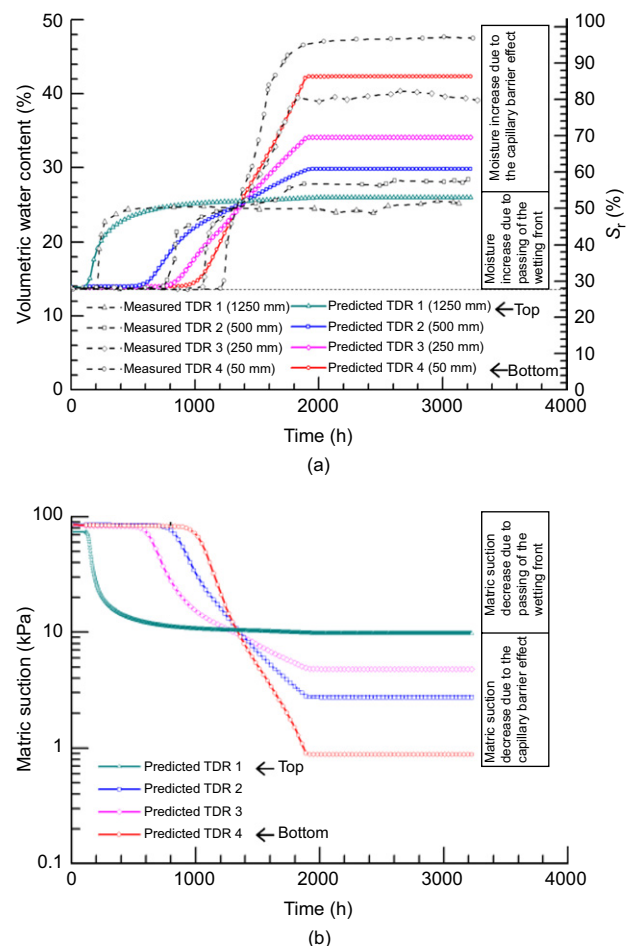 50
40
30
20
10
0
Volumetric water content (%)
100
90
80
70
60
50
40
30
20
10
0
Sr (%)
Moisture increase due to
the capillary barrier effect
Moisture
increase due to
passing of the
wetting front
Measured TDR 1 (1250 mm)
Measured TDR 2 (500 mm)
Measured TDR 3 (250 mm)
Measured TDR 4 (50 mm)
Predicted TDR 1 (1250 mm) ← Top
Predicted TDR 2 (500 mm)
Predicted TDR 3 (250 mm)
Predicted TDR 4 (50 mm) ← Bottom
0 1000 2000 3000 4000
Time (h)
(a)
100
10
1
0.1
Matric suction (kPa)
Matric suction
decrease due to
passing of the
wetting front
Matric suction
decrease due to the
capillary barrier effect
Predicted TDR 1 ← Top
Predicted TDR 2
Predicted TDR 3
Predicted TDR 4 ← Bottom
0 1000 2000 3000 4000
Time (h)
(b)